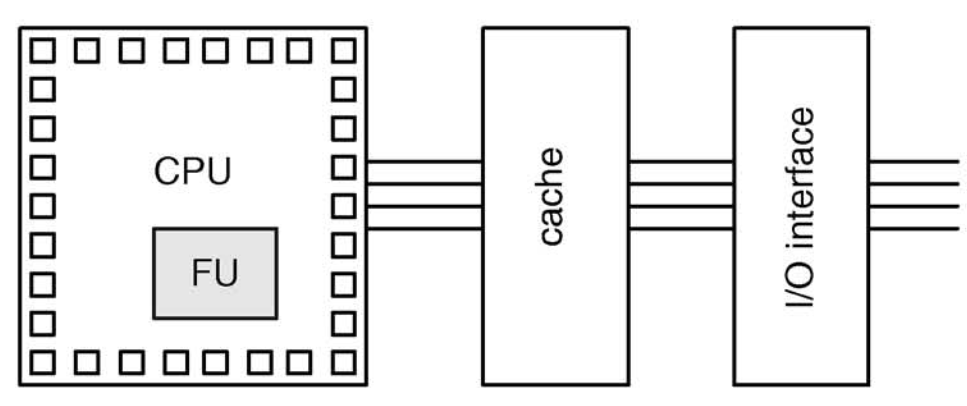 CPU
FU
cache
I/O interface